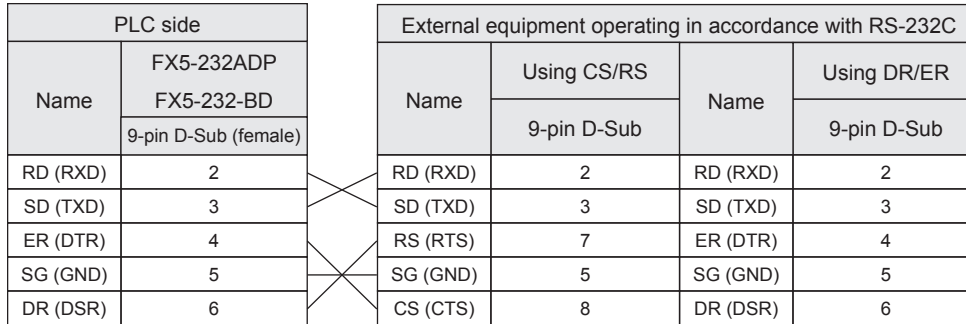 PLC side External equipment operating in accordance with RS-232C
Name FX5-232ADP Name Using CS/RS Name Using DR/ER
FX5-232-BD
9-pin D-Sub (female) 9-pin D-Sub 9-pin D-Sub
RD (RXD) 2 RD (RXD) 2 RD (RXD) 2
SD (TXD) 3 SD (TXD) 3 SD (TXD) 3
ER (DTR) 4 RS (RTS) 7 ER (DTR) 4
SG (GND) 5 SG (GND) 5 SG (GND) 5
DR (DSR) 6 CS (CTS) 8 DR (DSR) 6